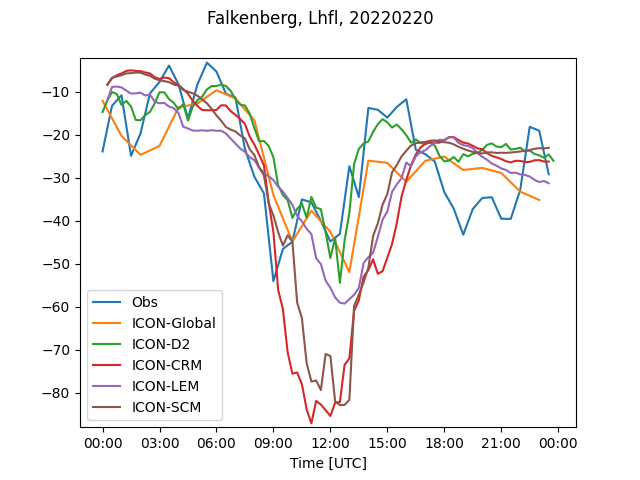 Falkenberg, Lhfl, 20220220
−10
−20
−30
−40
−50
−60
−70
−80
Obs
ICON-Global
ICON-D2
ICON-CRM
ICON-LEM
ICON-SCM
00:00 03:00 06:00 09:00 12:00 15:00 18:00 21:00 00:00
Time [UTC]